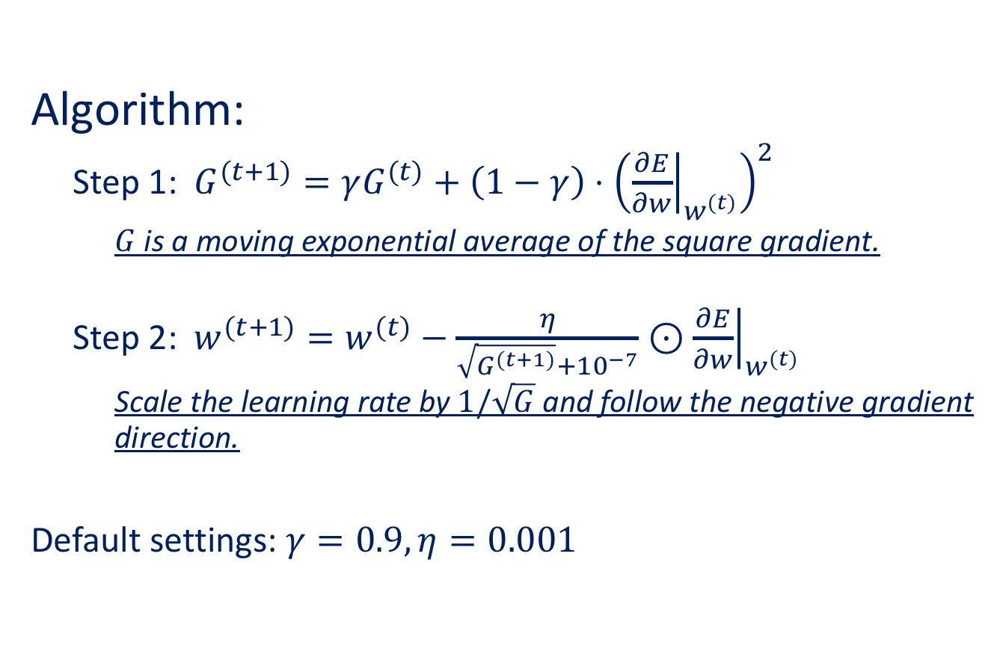 Algorithm:
Step 1: $G^{(t+1)} = \gamma G^{(t)} + (1 - \gamma) \cdot \left( \frac{\partial E}{\partial w} \Big|_{w^{(t)}} \right)^2$
G is a moving exponential average of the square gradient.
Step 2: $w^{(t+1)} = w^{(t)} - \frac{\eta}{\sqrt{G^{(t+1)}} + 10^{-7}} \odot \frac{\partial E}{\partial w} \Big|_{w^{(t)}}$
Scale the learning rate by $1/\sqrt{G}$ and follow the negative gradient
direction.
Default settings: $\gamma = 0.9, \eta = 0.001$